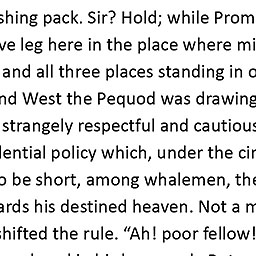 shing pack. Sir? Hold; while Prom
ve leg here in the place where mi
and all three places standing in o
nd West the Pequod was drawing
strangely respectful and cautious
dential policy which, under the cir
o be short, among whalemen, the
ards his destined heaven. Not a m
shifted the rule. “Ah! poor fellow!